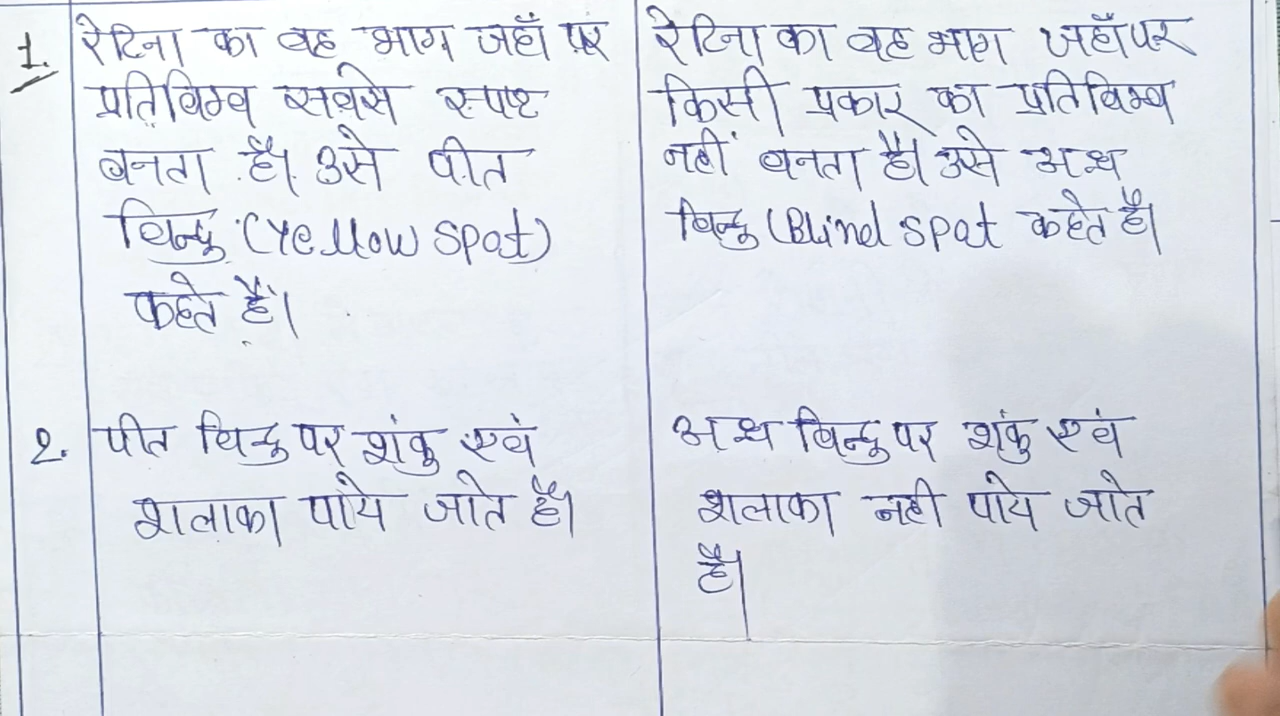 1.
रेटिना का वह भाग जहाँ पर
प्रतिबिम्ब सबसे स्पष्ट
बनता है। उसे पीत
बिन्दु (Yellow spot)
कहते हैं।
रेटिना का वह भाग जहाँ पर
किसी प्रकार का प्रतिबिम्ब
नहीं बनता है। उसे अन्ध
बिन्दु (Blind spot कहते है।
2.
पीत बिन्दु पर शंकु एवं
शलाका पाये जाते है।
अन्ध बिन्दु पर शंकु एवं
शलाका नही पाये जाते
है।